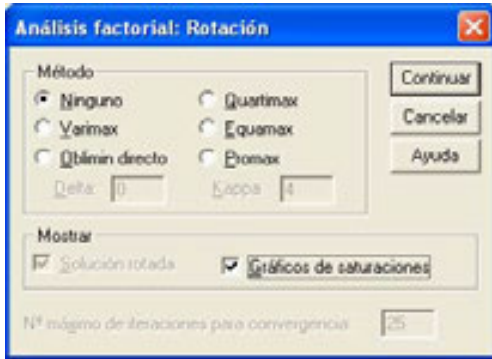 Análisis factorial: Rotación
Método
Ninguno
Quartimax
Varimax
Equamax
Oblimin directo
Promax
Delta: 0
Kappa 4
Continuar
Cancelar
Ayuda
Mostrar
Solución rotada
Gráficos de saturaciones
Nº máximo de iteraciones para convergencia: 25